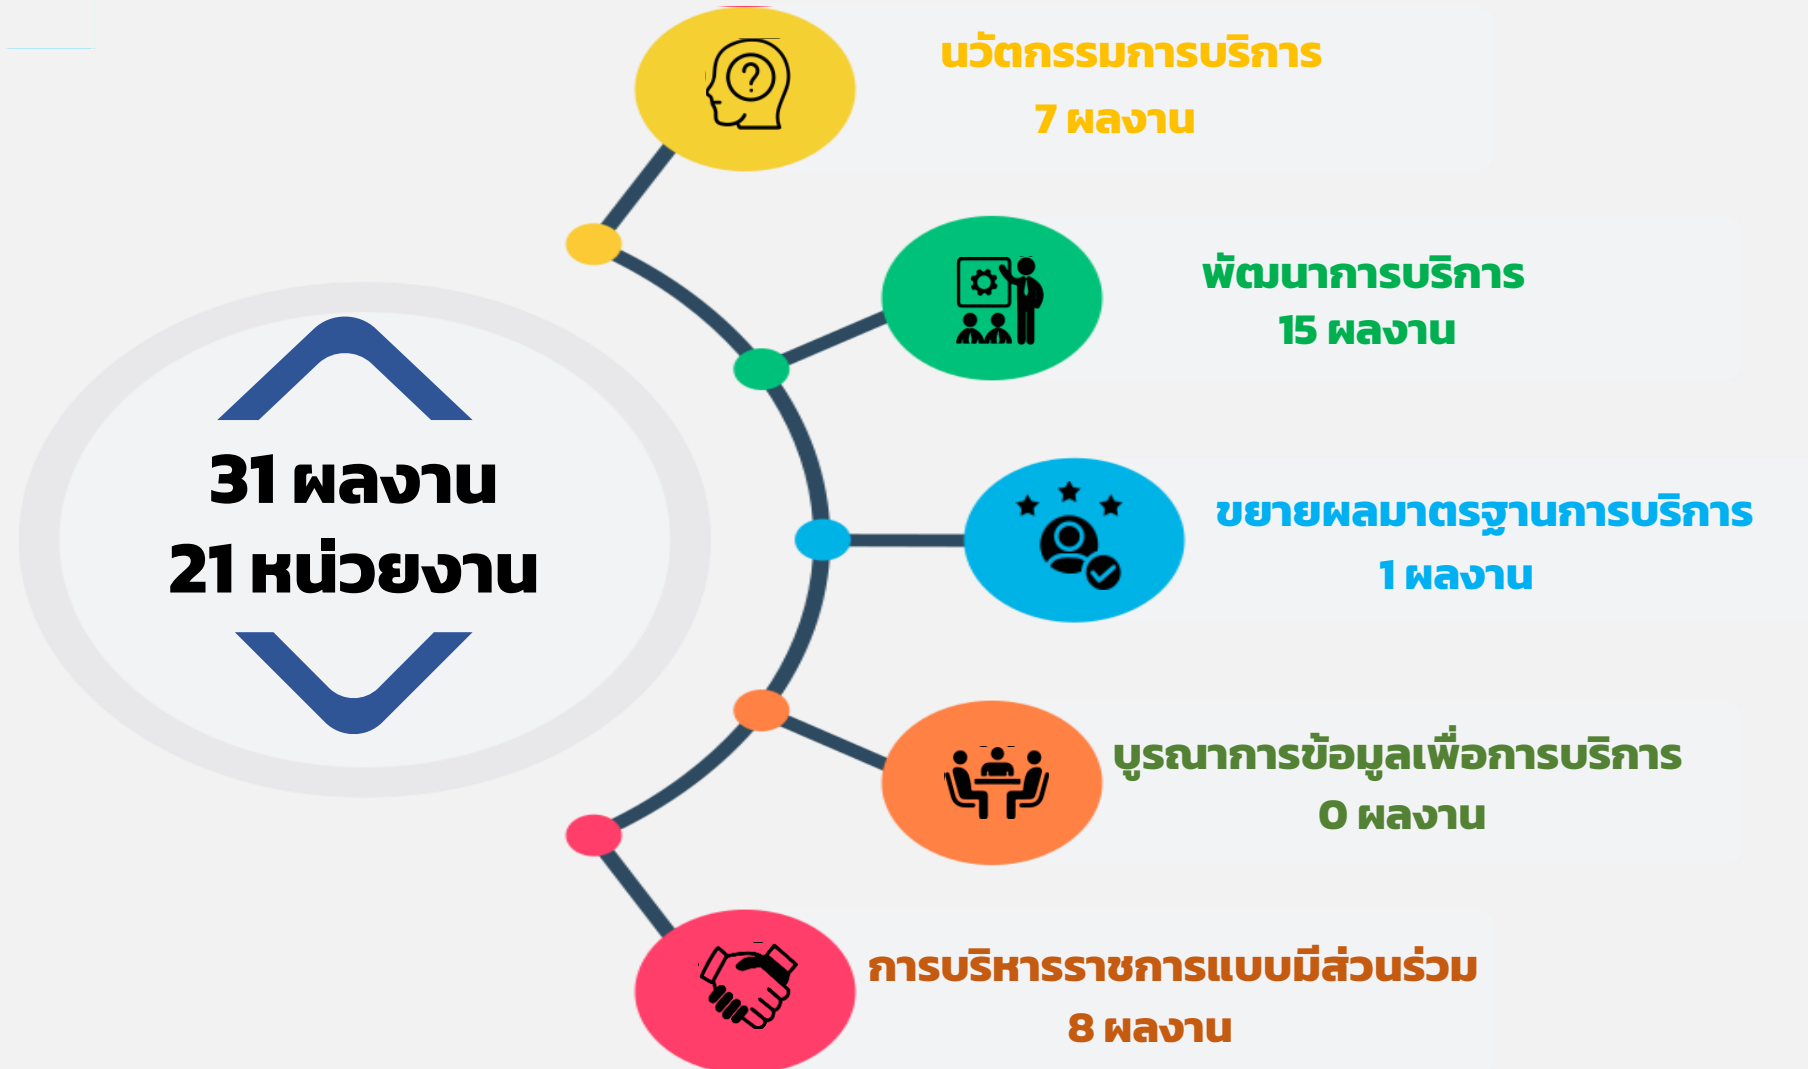 นวัตกรรมการบริการ
7 ผลงาน
พัฒนาการบริการ
15 ผลงาน
31 ผลงาน
21 หน่วยงาน
ขยายผลมาตรฐานการบริการ
1 ผลงาน
บูรณาการข้อมูลเพื่อการบริการ
0 ผลงาน
การบริหารราชการแบบมีส่วนร่วม
8 ผลงาน